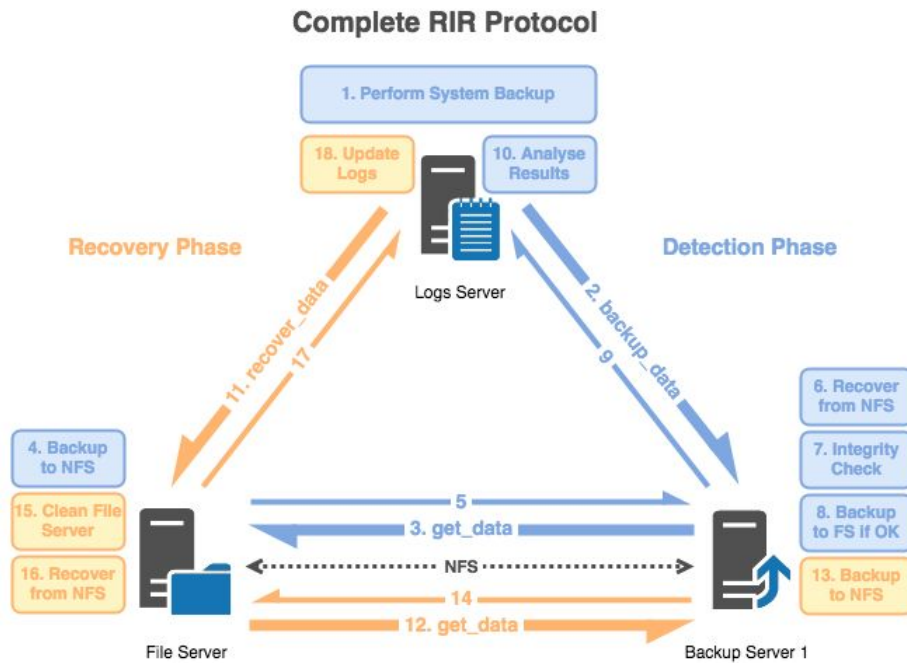 Complete RIR Protocol
1. Perform System Backup
18. Update
Logs
10. Analyse
Results
Recovery Phase
Detection Phase
Logs Server
11. recover_data
17
2. backup_data
9
6. Recover
from NFS
7. Integrity
Check
8. Backup
to FS if OK
13. Backup
to NFS
4. Backup
to NFS
15. Clean File
Server
16. Recover
from NFS
5
3. get_data
NFS
14
12. get_data
File Server
Backup Server 1